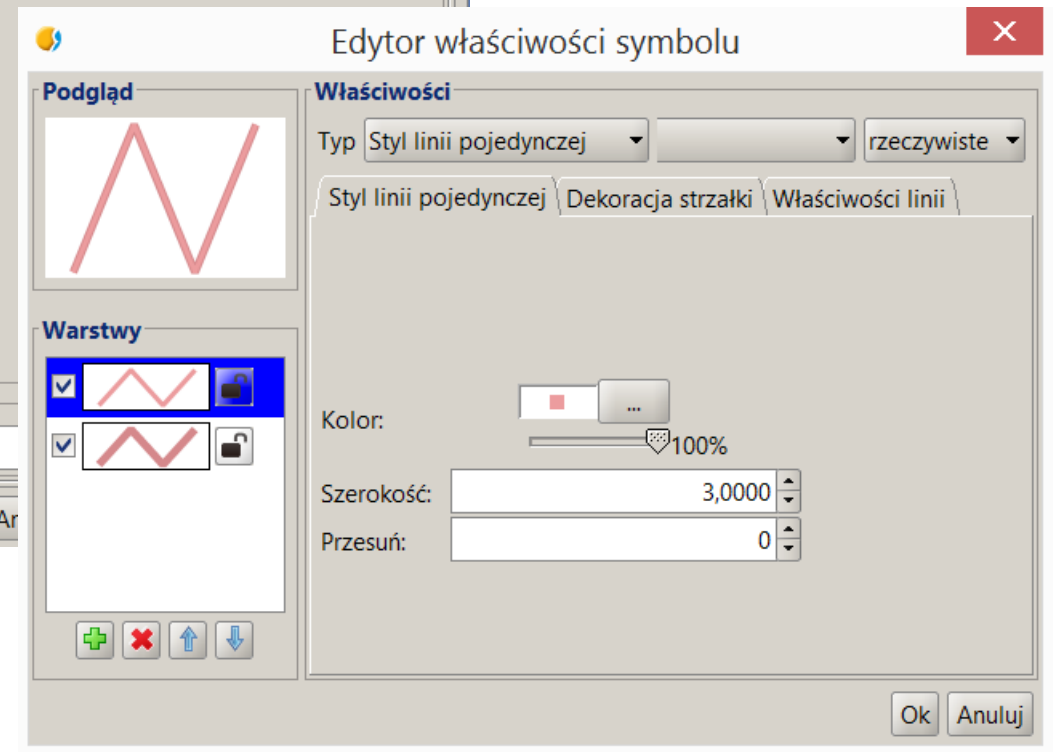 Edytor właściwości symbolu
Podgląd
Właściwości
Typ Styl linii pojedynczej rzeczywiste
Styl linii pojedynczej Dekoracja strzałki Właściwości linii
Warstwy
Kolor: ...
100%
Szerokość: 3,0000
Przesuń: 0
Ar
Ok Anuluj